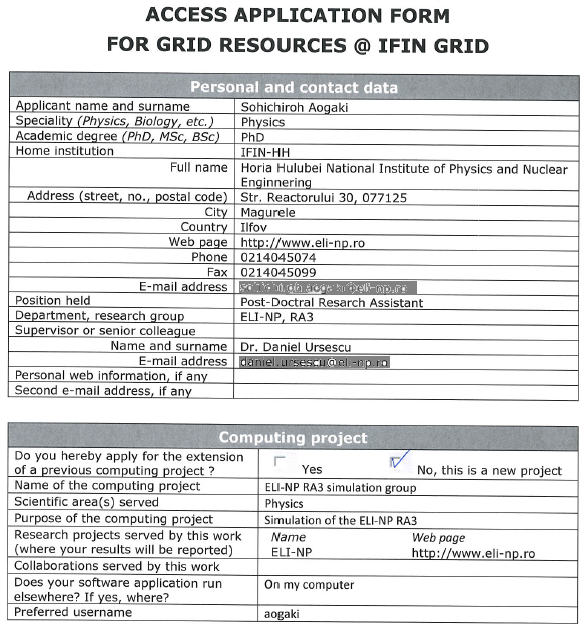 ACCESS APPLICATION FORM
FOR GRID RESOURCES @ IFIN GRID
Personal and contact data
Applicant name and surname Sohichiroh Aogaki
Speciality (Physics, Biology, etc.) Physics
Academic degree (PhD, MSc, BSc) PhD
Home institution IFIN-HH
Full name Horia Hulubei National Institute of Physics and Nuclear
Enginnering
Address (street, no., postal code) Str. Reactorului 30, 077125
City Magurele
Country Ilfov
Web page http://www.eli-np.ro
Phone 0214045074
Fax 0214045099
E-mail address
Position held Post-Doctral Resarch Assistant
Department, research group ELI-NP, RA3
Supervisor or senior colleague
Name and surname Dr. Daniel Ursescu
E-mail address daniel.ursescu@eli-np.ro
Personal web information, if any
Second e-mail address, if any
Computing project
Do you hereby apply for the extension
of a previous computing project ? Yes No, this is a new project
Name of the computing project ELI-NP RA3 simulation group
Scientific area(s) served Physics
Purpose of the computing project Simulation of the ELI-NP RA3
Research projects served by this work Name Web page
(where your results will be reported) ELI-NP http://www.eli-np.ro
Collaborations served by this work
Does your software application run On my computer
elsewhere? If yes, where?
Preferred username aogaki